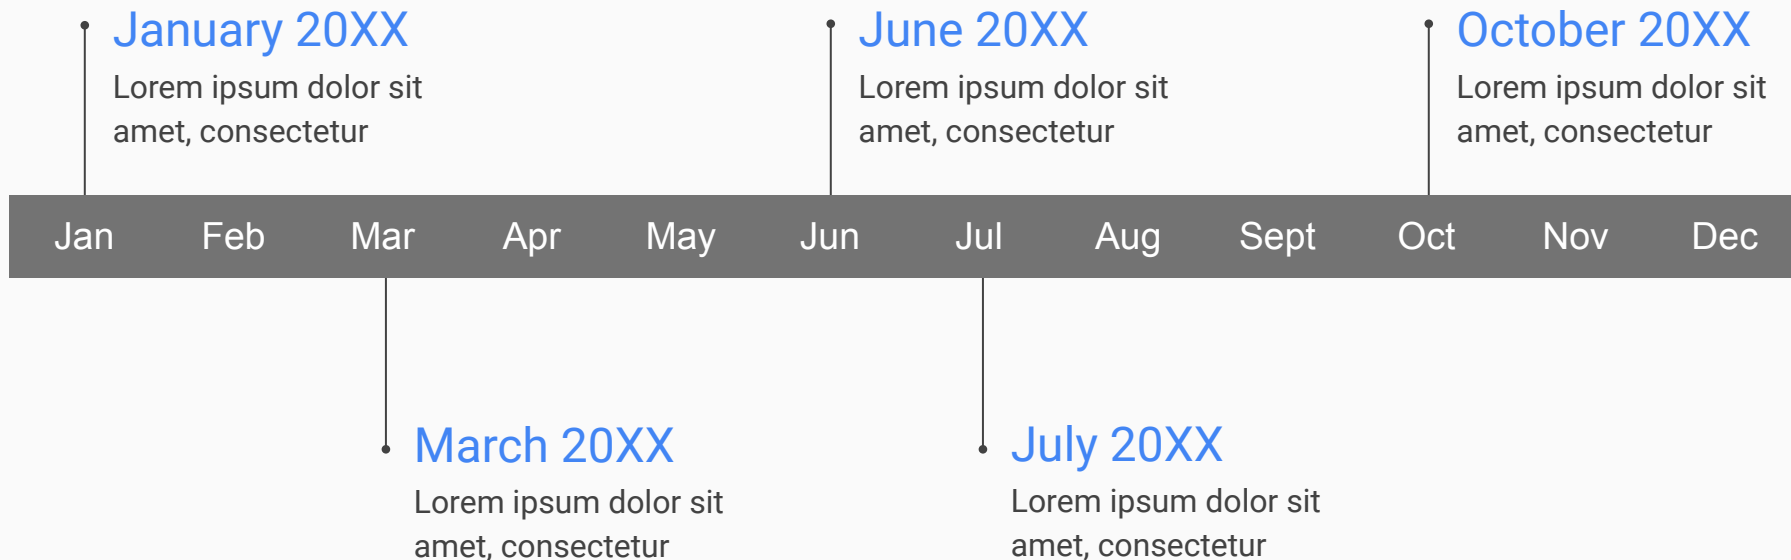 January 20XX
Lorem ipsum dolor sit
amet, consectetur
June 20XX
Lorem ipsum dolor sit
amet, consectetur
October 20XX
Lorem ipsum dolor sit
amet, consectetur
Jan Feb Mar Apr May Jun Jul Aug Sept Oct Nov Dec
March 20XX
Lorem ipsum dolor sit
amet, consectetur
July 20XX
Lorem ipsum dolor sit
amet, consectetur